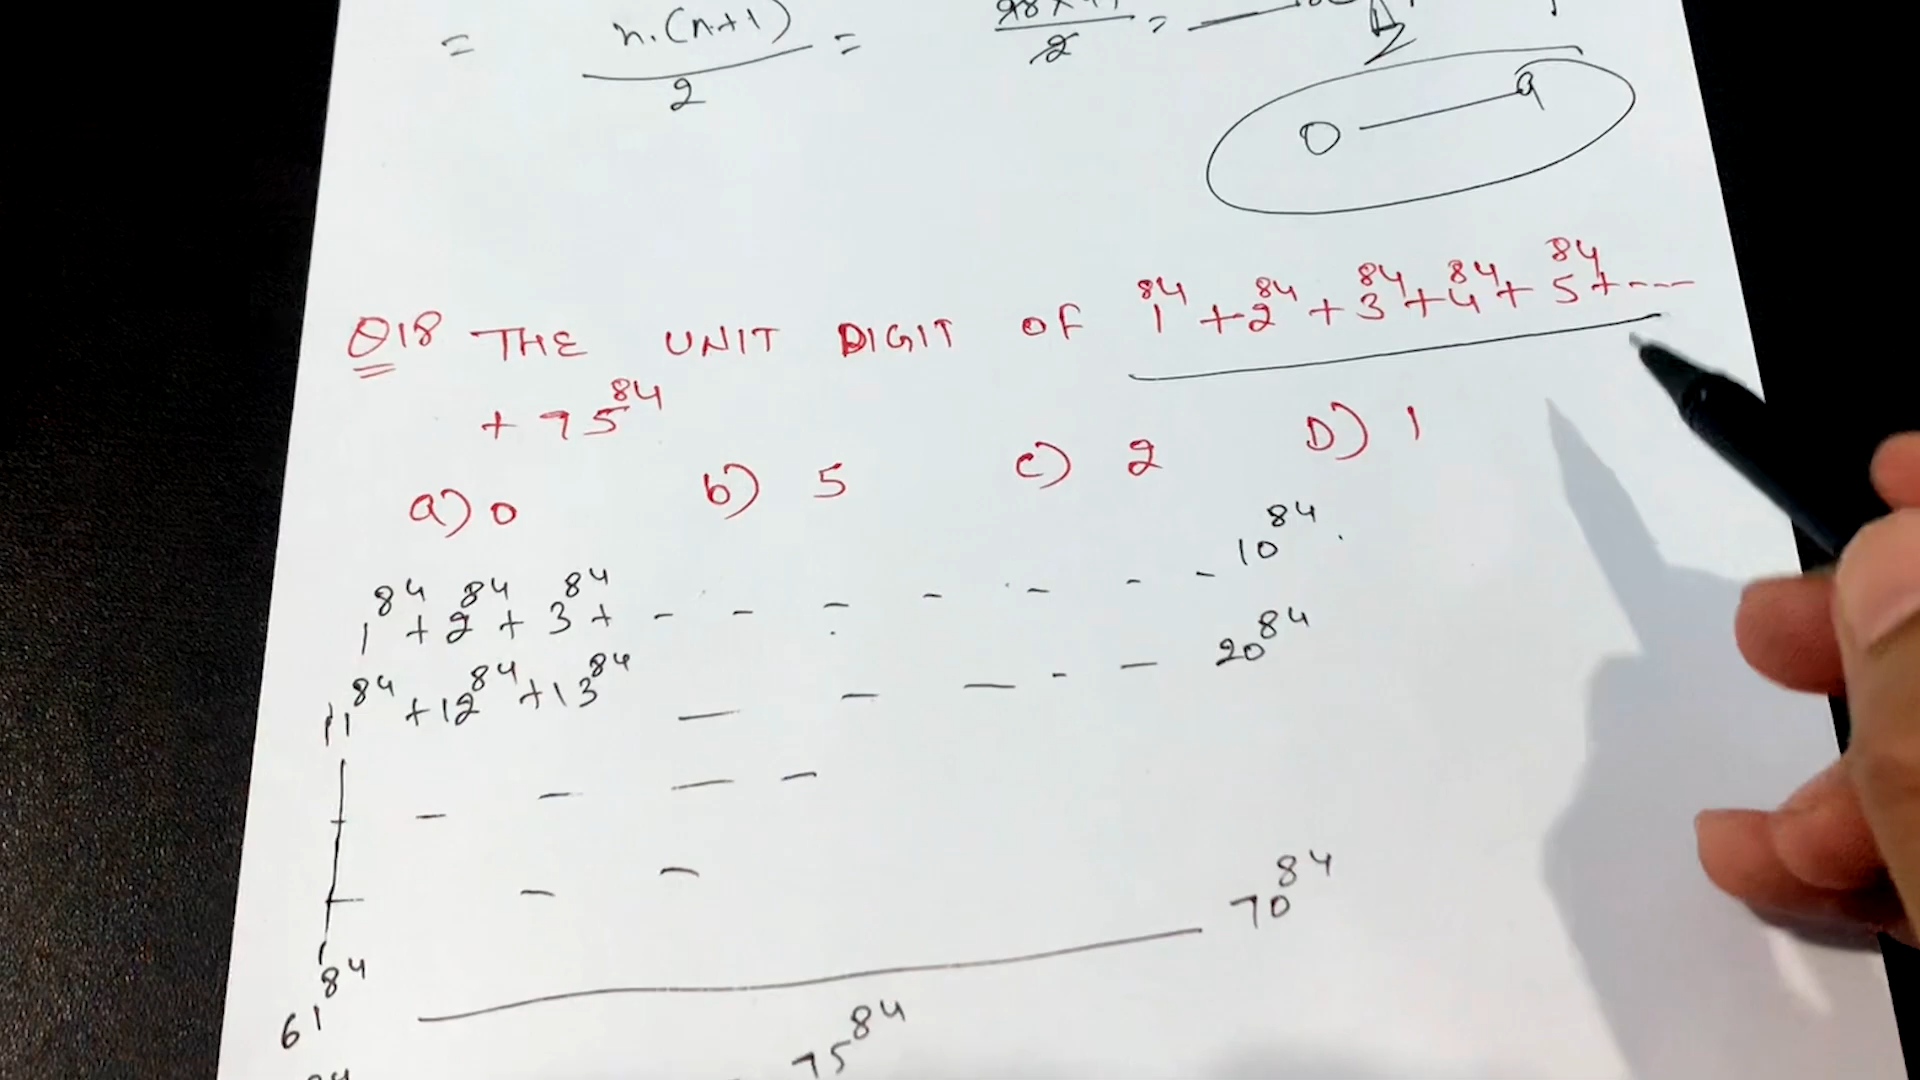 = n.(n+1)/2 =
0 — 9
Q18 THE UNIT DIGIT OF 1^84 + 2^84 + 3^84 + 4^84 + 5^84 + ----
+ 75^84
a) 0 b) 5 c) 2 D) 1
1^84 + 2^84 + 3^84 + - - - - - - - 10^84
11^84 + 12^84 + 13^84 — — — - — 20^84
61^84 70^84
75^84